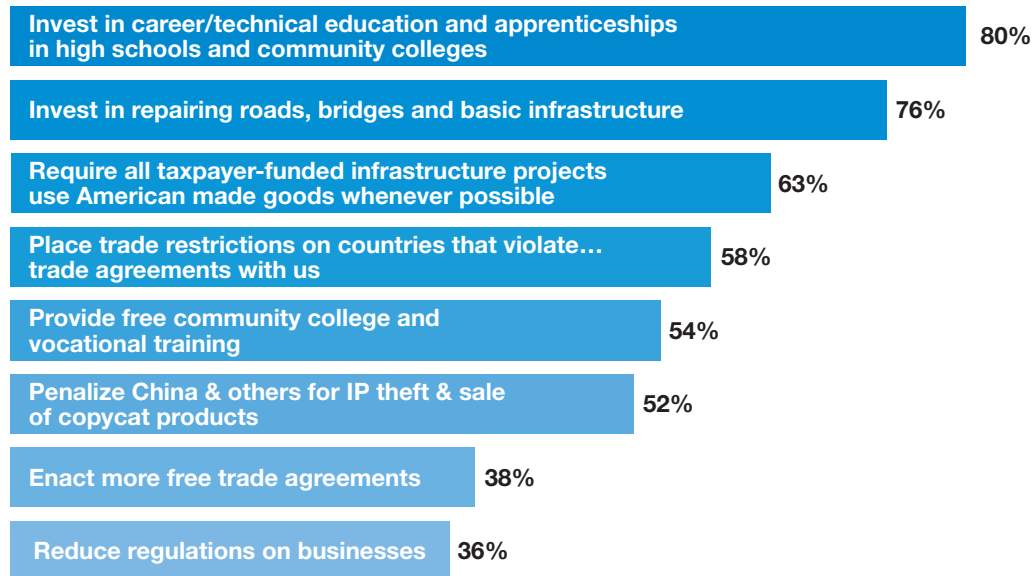 Invest in career/technical education and apprenticeships
in high schools and community colleges
80%
Invest in repairing roads, bridges and basic infrastructure
76%
Require all taxpayer-funded infrastructure projects
use American made goods whenever possible
63%
Place trade restrictions on countries that violate…
trade agreements with us
58%
Provide free community college and
vocational training
54%
Penalize China & others for IP theft & sale
of copycat products
52%
Enact more free trade agreements
38%
Reduce regulations on businesses
36%